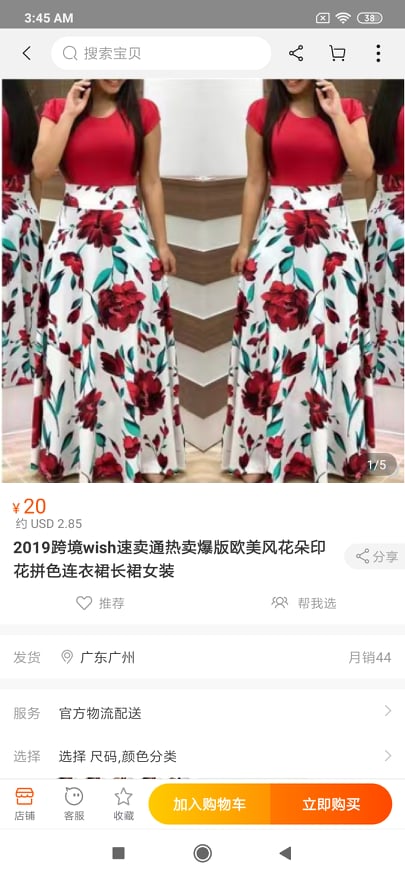 3:45 AM
38
搜索宝贝
1/5
¥20
约 USD 2.85
2019跨境wish速卖通热卖爆版欧美风花朵印
花拼色连衣裙长裙女装
分享
推荐
帮我选
发货 广东广州 月销44
服务 官方物流配送
选择 选择 尺码,颜色分类
店铺 客服 收藏 加入购物车 立即购买